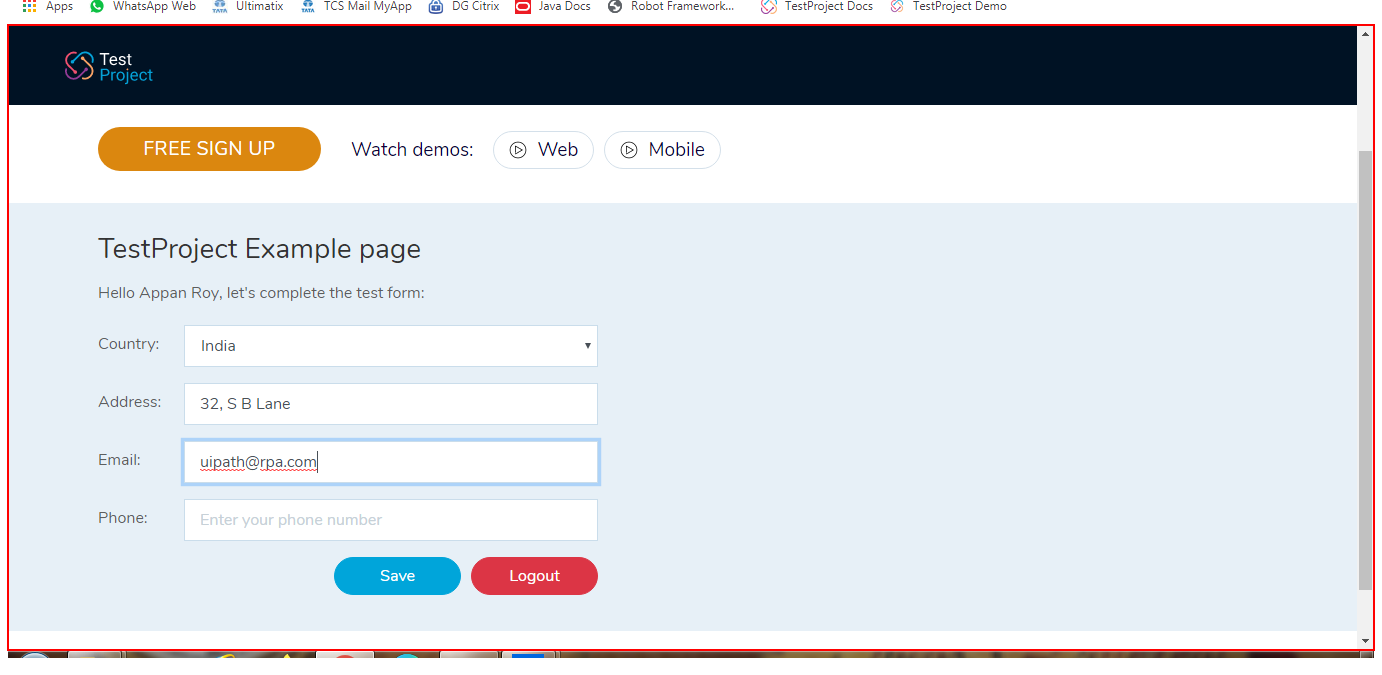 Apps WhatsApp Web Ultimatix TCS Mail MyApp DG Citrix Java Docs Robot Framework... TestProject Docs TestProject Demo
Test
Project
FREE SIGN UP Watch demos: Web Mobile
TestProject Example page
Hello Appan Roy, let's complete the test form:
Country: India
Address: 32, S B Lane
Email: uipath@rpa.com
Phone: Enter your phone number
Save Logout